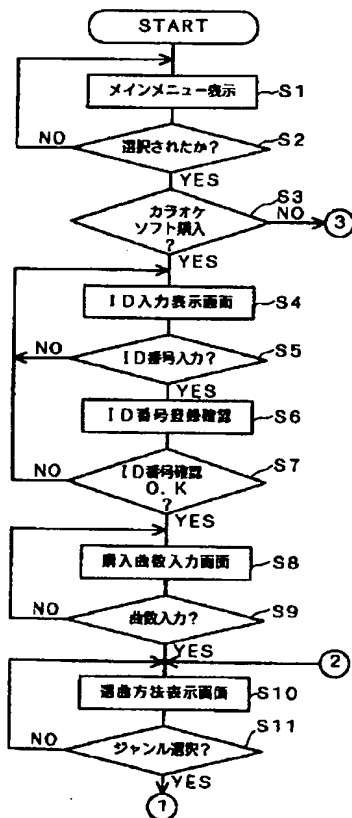 START
メインメニュー表示 S1
NO 選択されたか? S2
YES
カラオケ
ソフト購入
? S3
NO 3
YES
ID入力表示画面 S4
NO ID番号入力? S5
YES
ID番号登録確認 S6
NO ID番号確認
O.K
? S7
YES
購入曲数入力画面 S8
曲数入力? S9
NO
YES 2
選曲方法表示画面 S10
NO ジャンル選択? S11
YES
1